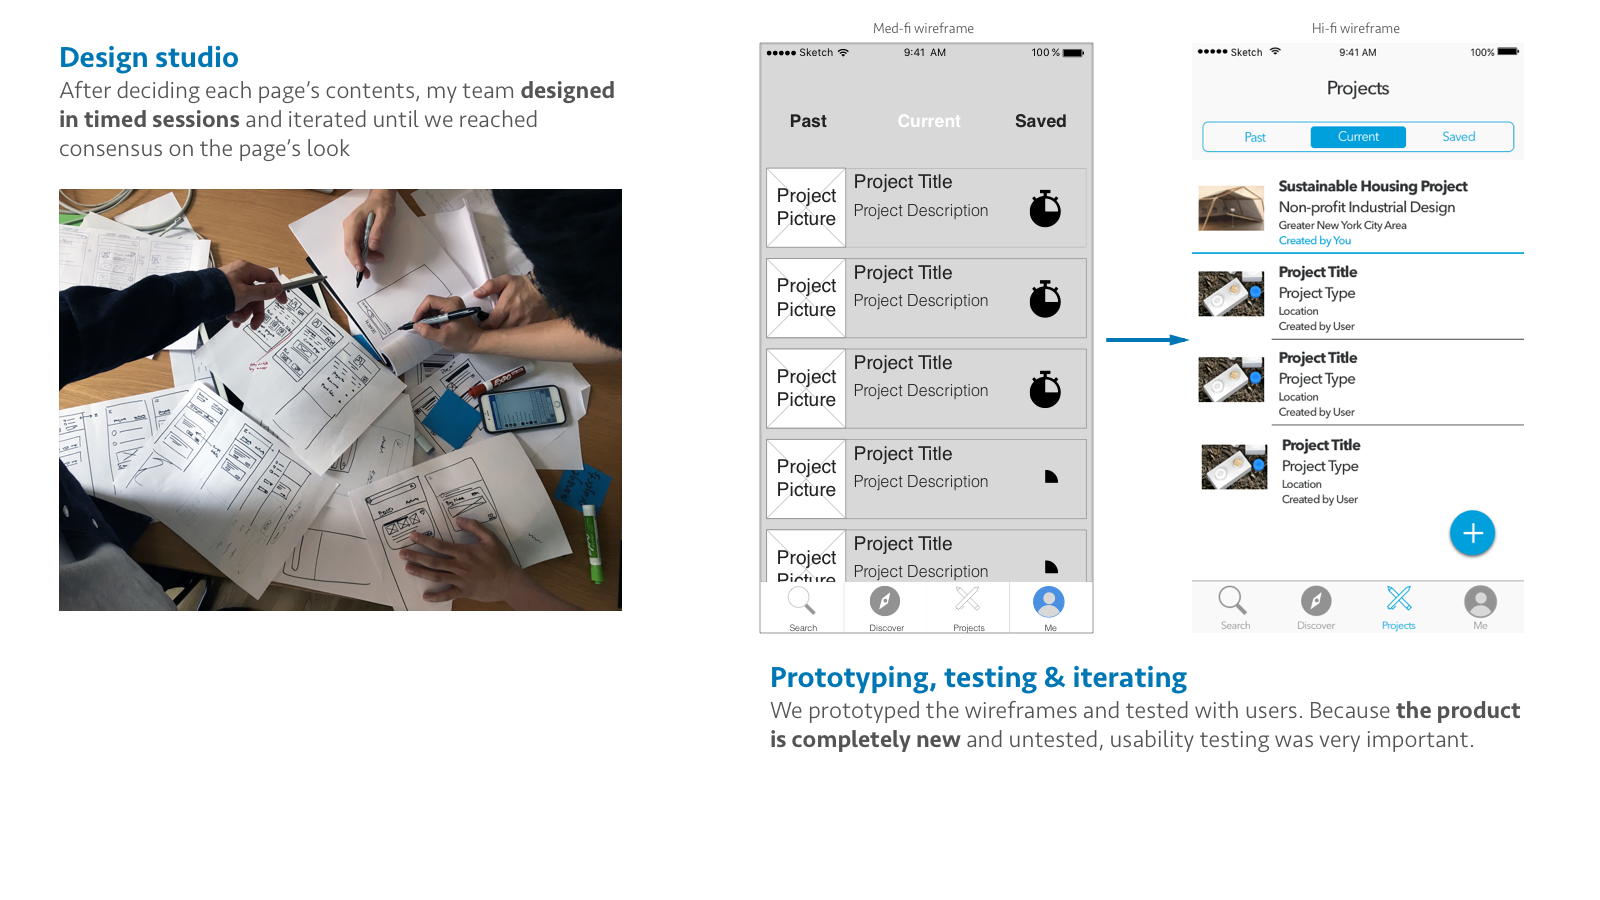 Design studio
After deciding each page's contents, my team designed
in timed sessions and iterated until we reached
consensus on the page's look
EXPO
Med-fi wireframe
Sketch 9:41 AM 100 %
Past Current Saved
Project Picture
Project Title
Project Description
Project Picture
Project Title
Project Description
Project Picture
Project Title
Project Description
Project Picture
Project Title
Project Description
Project Picture
Project Title
Project Description
Search Discover Projects Me
Hi-fi wireframe
Sketch 9:41 AM 100%
Projects
Past Current Saved
Sustainable Housing Project
Non-profit Industrial Design
Greater New York City Area
Created by You
Project Title
Project Type
Location
Created by User
Project Title
Project Type
Location
Created by User
Project Title
Project Type
Location
Created by User
Search Discover Projects Me
Prototyping, testing & iterating
We prototyped the wireframes and tested with users. Because the product
is completely new and untested, usability testing was very important.